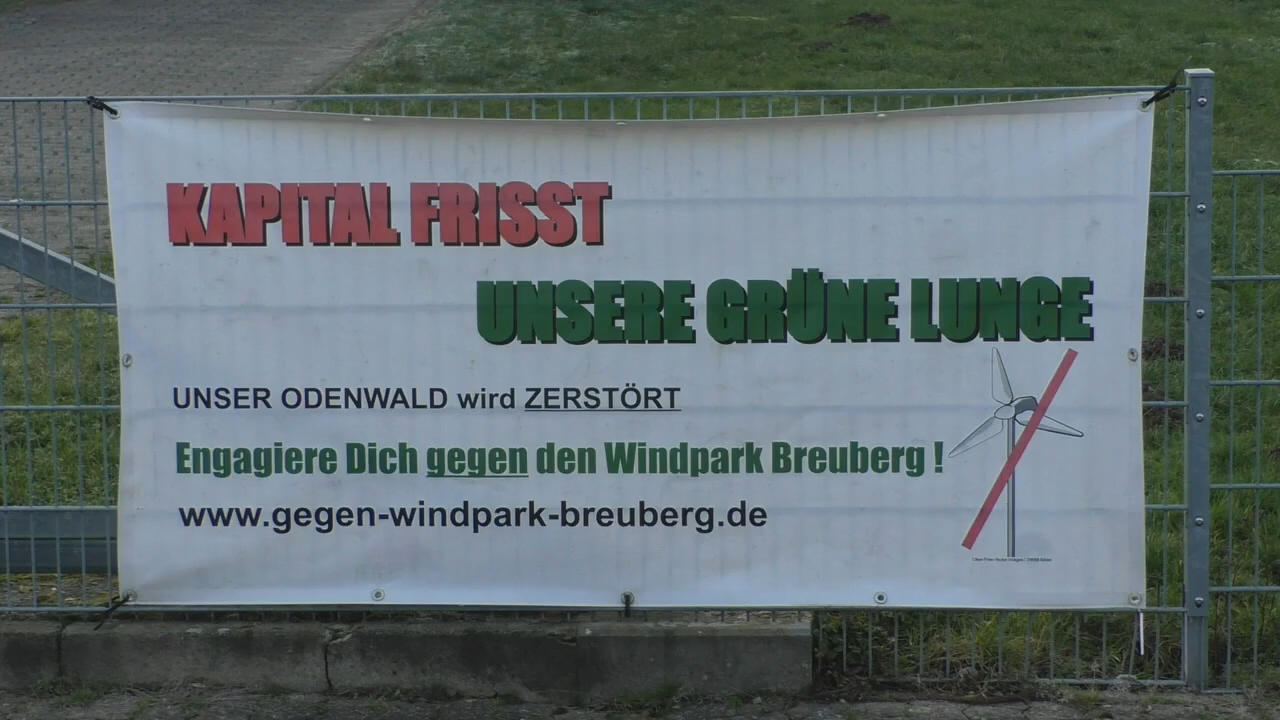 KAPITAL FRISST
UNSERE GRÜNE LUNGE
UNSER ODENWALD wird ZERSTÖRT
Engagiere Dich gegen den Windpark Breuberg !
www.gegen-windpark-breuberg.de